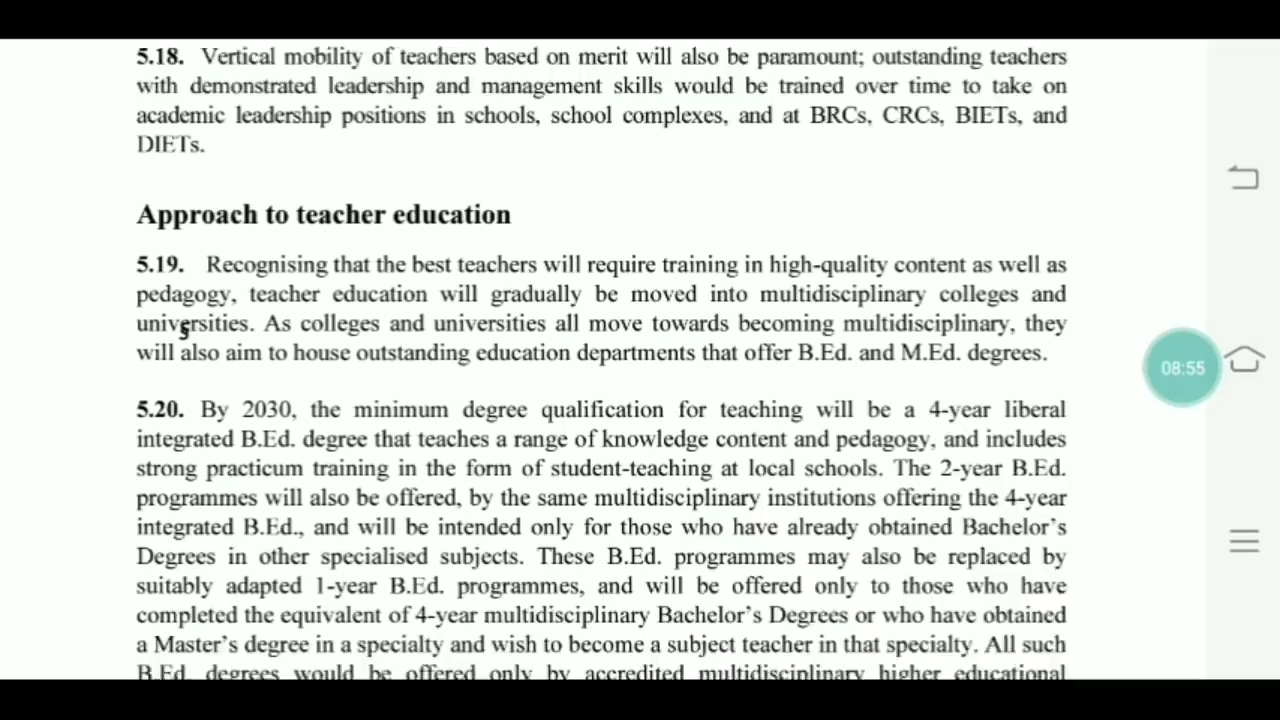 5.18. Vertical mobility of teachers based on merit will also be paramount; outstanding teachers
with demonstrated leadership and management skills would be trained over time to take on
academic leadership positions in schools, school complexes, and at BRCs, CRCs, BIETs, and
DIETs.
Approach to teacher education
5.19. Recognising that the best teachers will require training in high-quality content as well as
pedagogy, teacher education will gradually be moved into multidisciplinary colleges and
universities. As colleges and universities all move towards becoming multidisciplinary, they
will also aim to house outstanding education departments that offer B.Ed. and M.Ed. degrees.
08:55
5.20. By 2030, the minimum degree qualification for teaching will be a 4-year liberal
integrated B.Ed. degree that teaches a range of knowledge content and pedagogy, and includes
strong practicum training in the form of student-teaching at local schools. The 2-year B.Ed.
programmes will also be offered, by the same multidisciplinary institutions offering the 4-year
integrated B.Ed., and will be intended only for those who have already obtained Bachelor's
Degrees in other specialised subjects. These B.Ed. programmes may also be replaced by
suitably adapted 1-year B.Ed. programmes, and will be offered only to those who have
completed the equivalent of 4-year multidisciplinary Bachelor's Degrees or who have obtained
a Master's degree in a specialty and wish to become a subject teacher in that specialty. All such
B.Ed. degrees would be offered only by accredited multidisciplinary higher educational